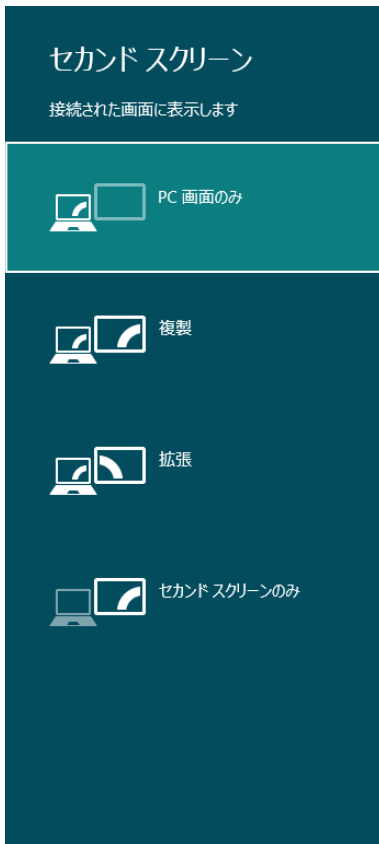 セカンド スクリーン
接続された画面に表示します
PC 画面のみ
複製
拡張
セカンド スクリーンのみ